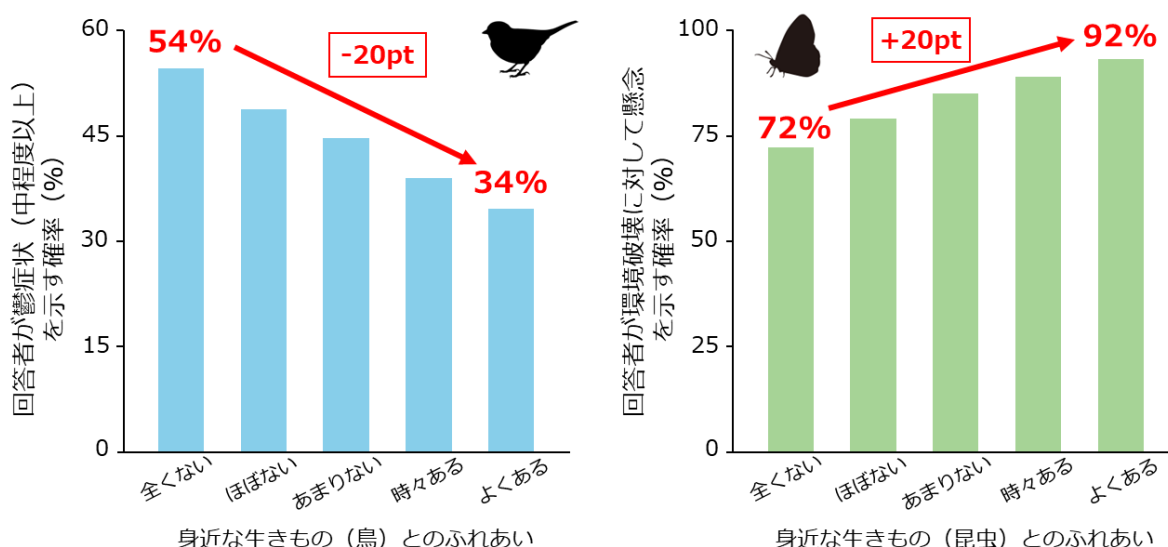 60
45
30
15
0
回答者が鬱症状（中程度以上）
を示す確率（%）
54%
-20pt
34%
全くない
ほぼない
あまりない
時々ある
よくある
身近な生きもの（鳥）とのふれあい
100
75
50
25
0
回答者が環境破壊に対して懸念
を示す確率（%）
72%
+20pt
92%
全くない
ほぼない
あまりない
時々ある
よくある
身近な生きもの（昆虫）とのふれあい